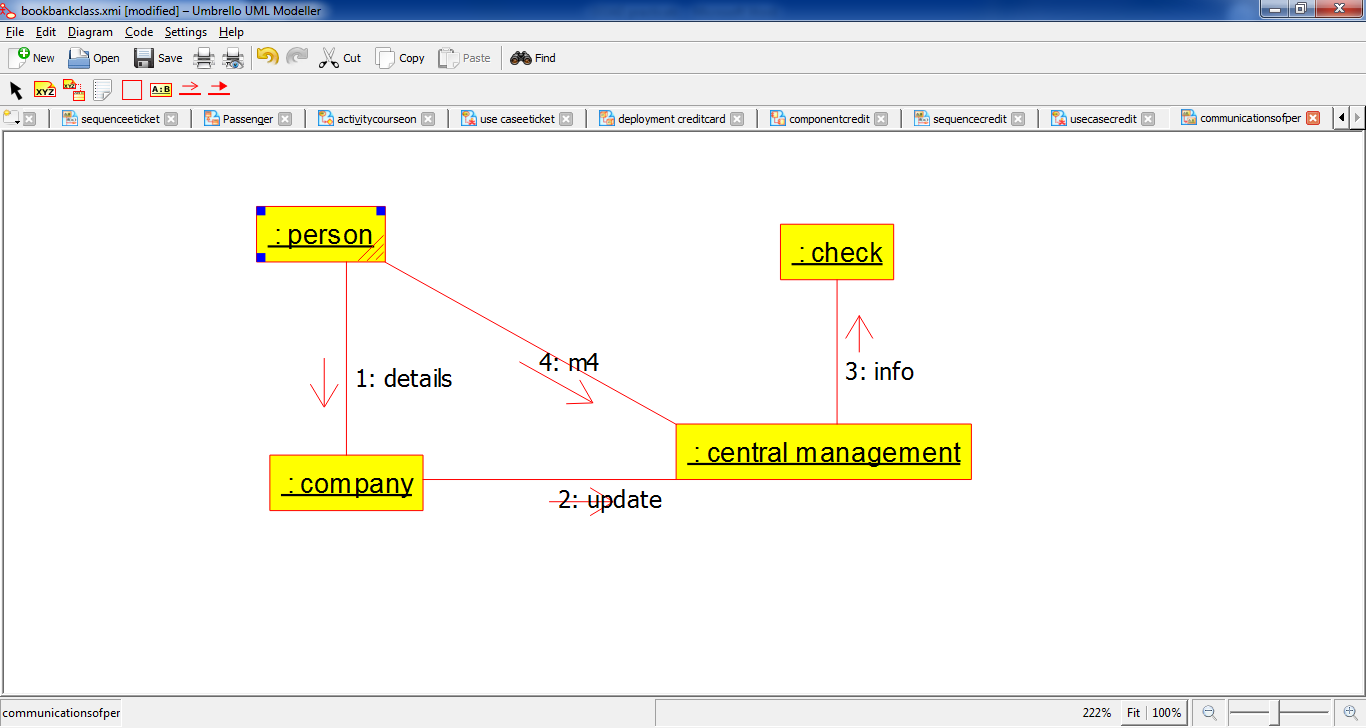 bookbankclass.xmi [modified] – Umbrello UML Modeller
File Edit Diagram Code Settings Help
New Open Save Cut Copy Paste Find
XYZ XYZ A:B
sequenceeticket Passenger activitycourseon use caseeticket deployment creditcard componentcredit sequencecredit usecasecredit communicationsofper
: person
: check
4: m4
3: info
1: details
: central management
: company
2: update
communicationsofper 222% Fit 100%